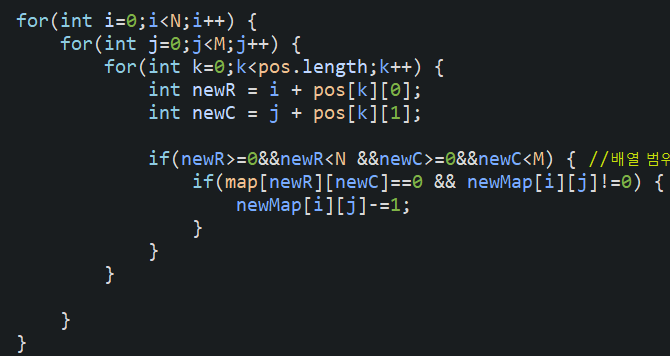 for(int i=0;i<N;i++) {
for(int j=0;j<M;j++) {
for(int k=0;k<pos.length;k++) {
int newR = i + pos[k][0];
int newC = j + pos[k][1];
if(newR>=0&&newR<N &&newC>=0&&newC<M) { //배열 범위
if(map[newR][newC]==0 && newMap[i][j]!=0) {
newMap[i][j]-=1;
}
}
}
}
}